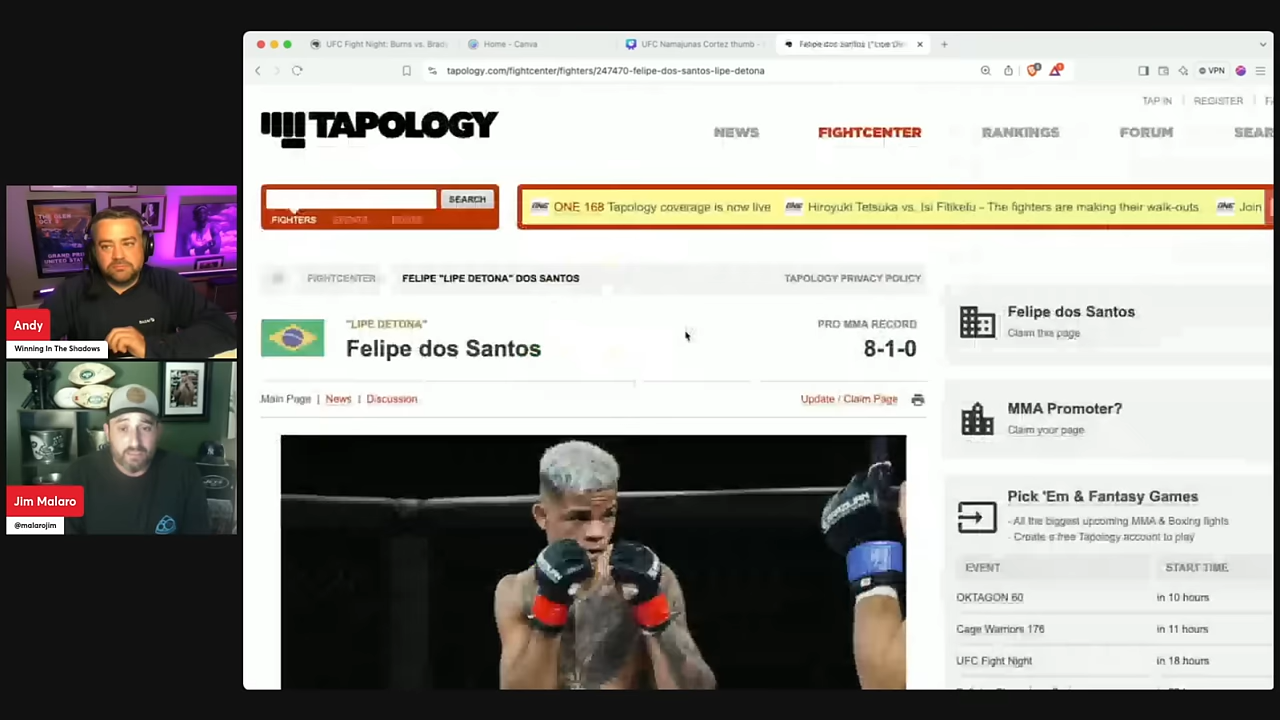 UFC Fight Night: Burns vs. Brady
Home - Canva
UFC Namajunas Cortez thumb -
tapology.com/fightcenter/fighters/247470-felipe-dos-santos-lipe-detona
VPN
TAP IN | REGISTER |
TAPOLOGY
NEWS
FIGHTCENTER
RANKINGS
FORUM
SEAR
SEARCH
FIGHTERS
ONE 168 Tapology coverage is now live
Hiroyuki Tetsuka vs. Isi Fitikefu – The fighters are making their walk-outs
Join
FIGHTCENTER
FELIPE "LIPE DETONA" DOS SANTOS
TAPOLOGY PRIVACY POLICY
"LIPE DETONA"
Felipe dos Santos
PRO MMA RECORD
8-1-0
Main Page | News | Discussion
Update / Claim Page
Felipe dos Santos
Claim this page
MMA Promoter?
Claim your page
Pick 'Em & Fantasy Games
- All the biggest upcoming MMA & Boxing fights
- Create a free Tapology account to play
EVENT
START TIME
OKTAGON 60
in 10 hours
Cage Warriors 176
in 11 hours
UFC Fight Night
in 18 hours
Andy
Winning In The Shadows
Jim Malaro
@malarojim